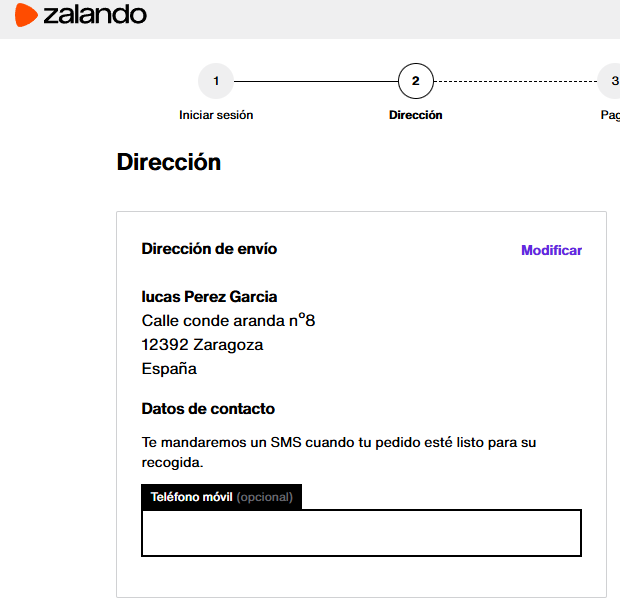 zalando
1
2
3
Iniciar sesión
Dirección
Pag
Dirección
Dirección de envío
Modificar
lucas Perez Garcia
Calle conde aranda nº8
12392 Zaragoza
España
Datos de contacto
Te mandaremos un SMS cuando tu pedido esté listo para su
recogida.
Teléfono móvil (opcional)